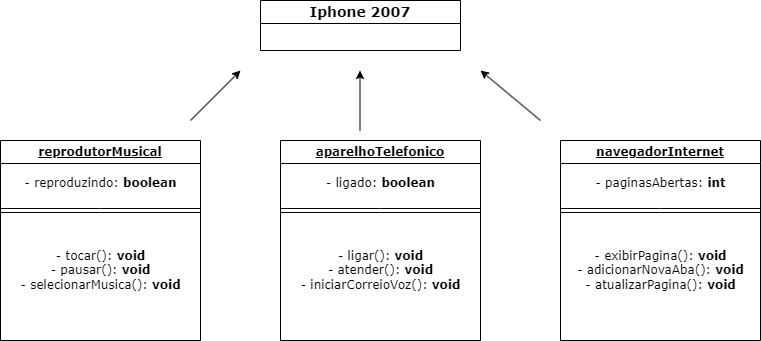 Iphone 2007
reprodutorMusical
- reproduzindo: boolean
- tocar(): void
- pausar(): void
- selecionarMusica(): void
aparelhoTelefonico
- ligado: boolean
- ligar(): void
- atender(): void
- iniciarCorreioVoz(): void
navegadorInternet
- paginasAbertas: int
- exibirPagina(): void
- adicionarNovaAba(): void
- atualizarPagina(): void